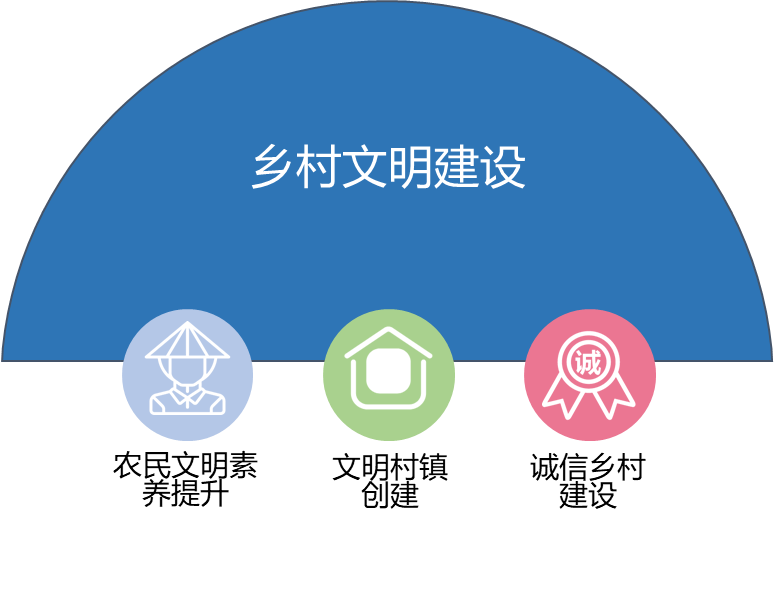 乡村文明建设
诚
农民文明素
养提升
文明村镇
创建
诚信乡村
建设